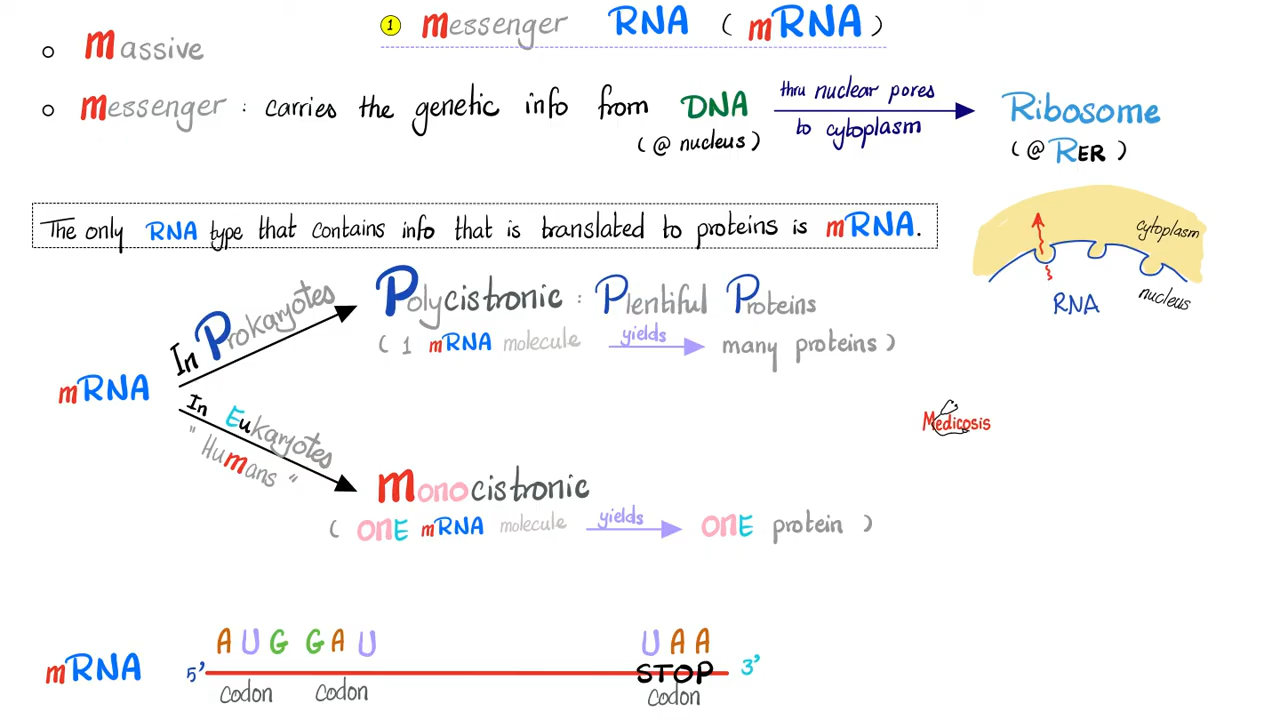 ① messenger RNA (mRNA)
o massive
o messenger : carries the genetic info from DNA thru nuclear pores to cytoplasm Ribosome
(@ nucleus) (@ RER)
The only RNA type that contains info that is translated to proteins is mRNA.
cytoplasm
nucleus
RNA
In Prokaryotes
Polycistronic : Plentiful Proteins
(1 mRNA molecule yields many proteins)
mRNA
In Eukaryotes
"Humans"
Medicosis
monocistronic
(ONE mRNA molecule yields ONE protein)
AUG GAU UAA
mRNA 5' STOP 3'
codon codon codon